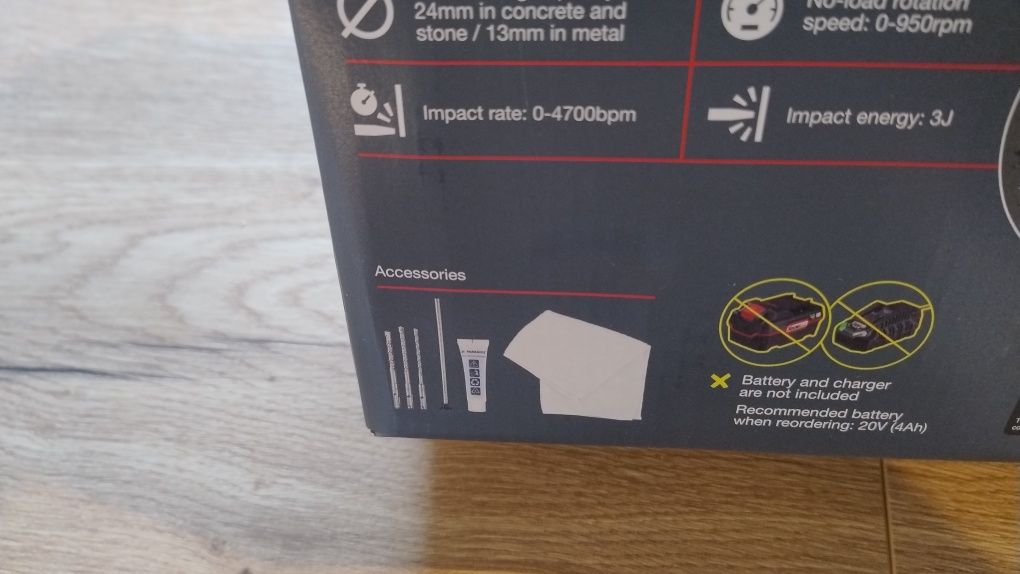 24mm in concrete and
stone / 13mm in metal
No-load rotation
speed: 0-950rpm
Impact rate: 0-4700bpm
Impact energy: 3J
Accessories
Battery and charger
are not included
Recommended battery
when reordering: 20V (4Ah)